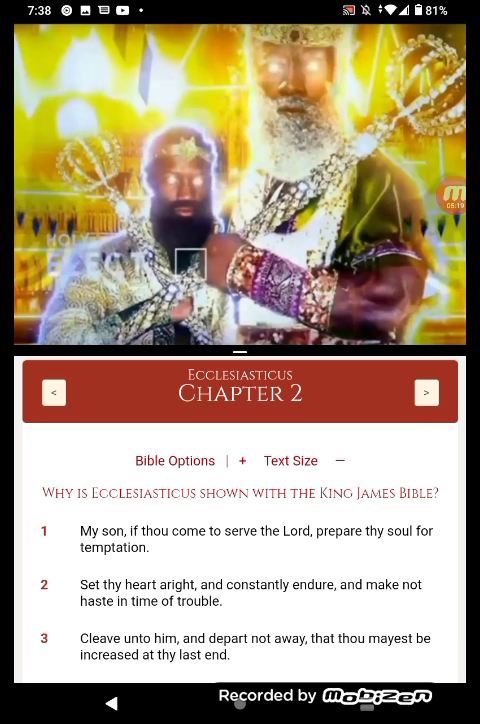 7:38
81%
05:19
HOLY
ELECT
Ecclesiasticus
Chapter 2
<
>
Bible Options | + Text Size —
Why is Ecclesiasticus shown with the King James Bible?
1 My son, if thou come to serve the Lord, prepare thy soul for
temptation.
2 Set thy heart aright, and constantly endure, and make not
haste in time of trouble.
3 Cleave unto him, and depart not away, that thou mayest be
increased at thy last end.
Recorded by Mobizen